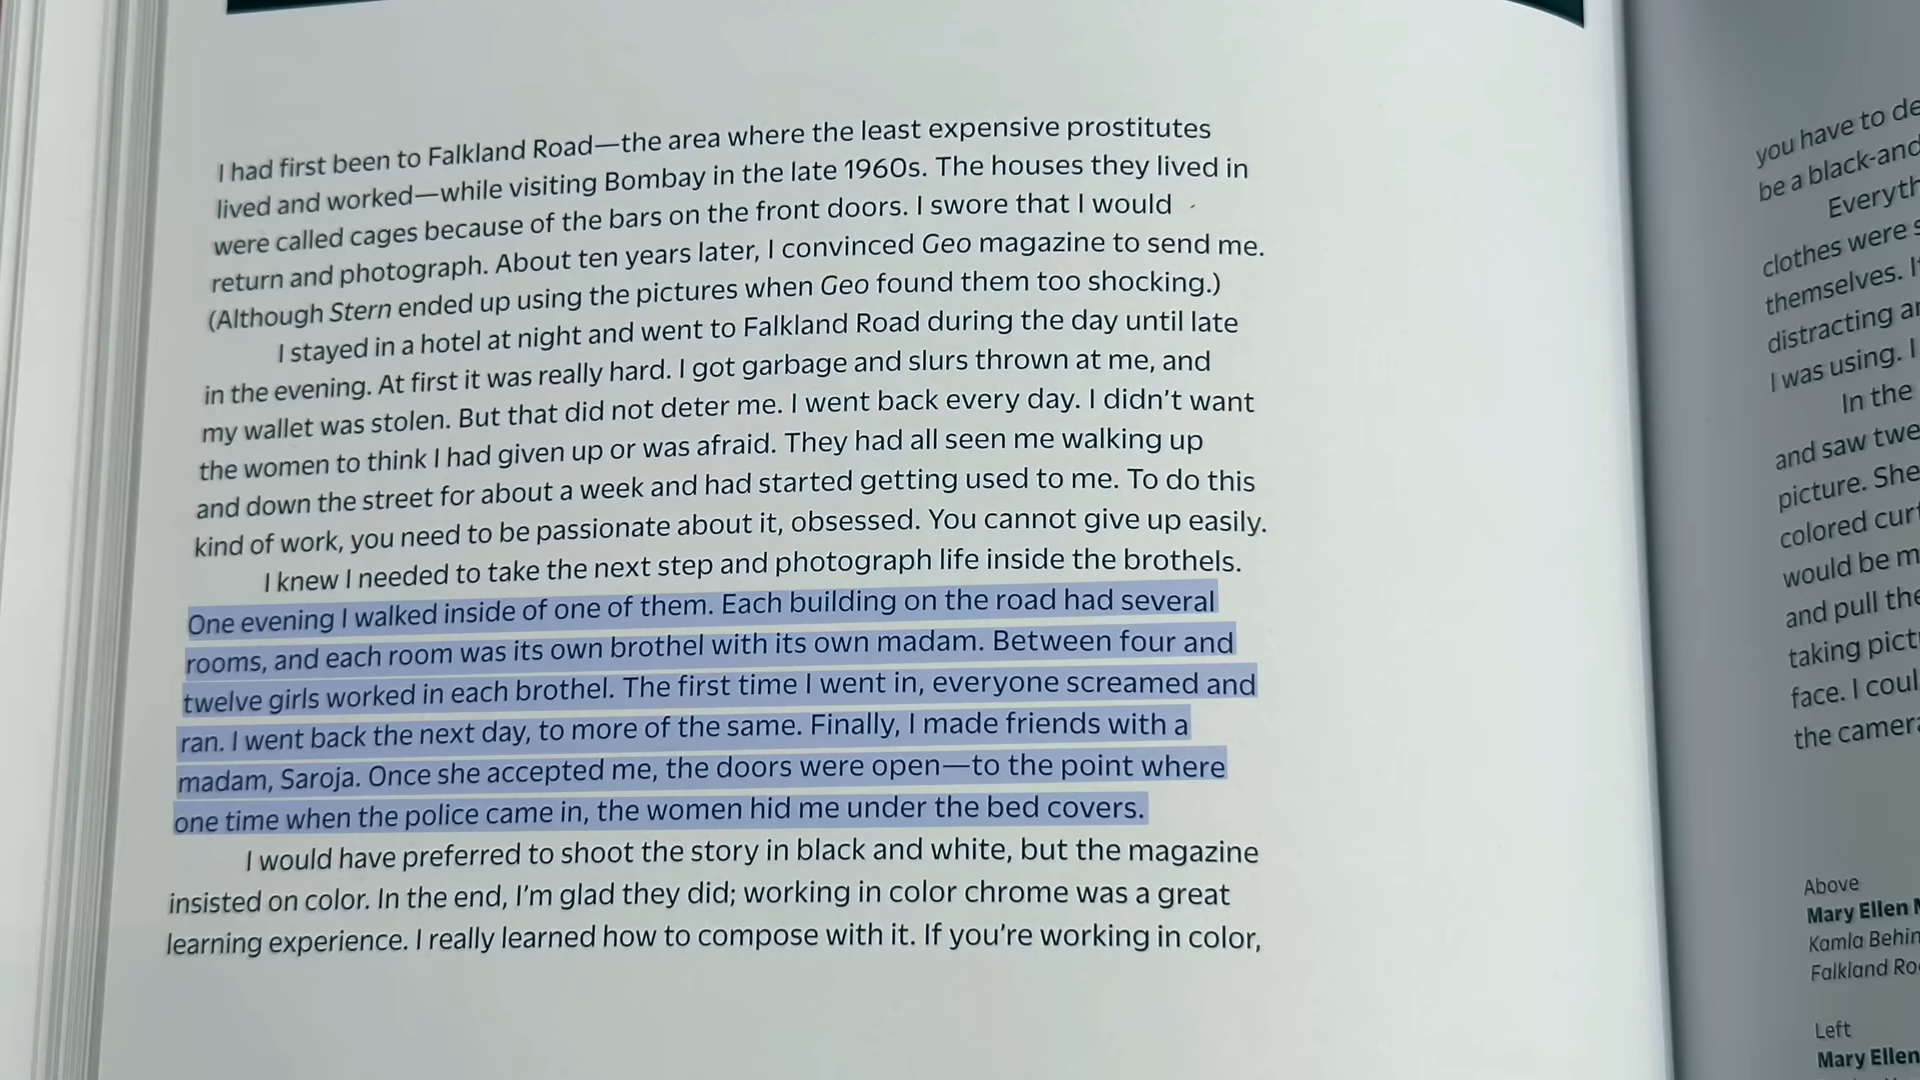 I had first been to Falkland Road—the area where the least expensive prostitutes
lived and worked—while visiting Bombay in the late 1960s. The houses they lived in
were called cages because of the bars on the front doors. I swore that I would
return and photograph. About ten years later, I convinced Geo magazine to send me.
(Although Stern ended up using the pictures when Geo found them too shocking.)
I stayed in a hotel at night and went to Falkland Road during the day until late
in the evening. At first it was really hard. I got garbage and slurs thrown at me, and
my wallet was stolen. But that did not deter me. I went back every day. I didn’t want
the women to think I had given up or was afraid. They had all seen me walking up
and down the street for about a week and had started getting used to me. To do this
kind of work, you need to be passionate about it, obsessed. You cannot give up easily.
I knew I needed to take the next step and photograph life inside the brothels.
One evening I walked inside of one of them. Each building on the road had several
rooms, and each room was its own brothel with its own madam. Between four and
twelve girls worked in each brothel. The first time I went in, everyone screamed and
ran. I went back the next day, to more of the same. Finally, I made friends with a
madam, Saroja. Once she accepted me, the doors were open—to the point where
one time when the police came in, the women hid me under the bed covers.
I would have preferred to shoot the story in black and white, but the magazine
insisted on color. In the end, I’m glad they did; working in color chrome was a great
learning experience. I really learned how to compose with it. If you’re working in color,
you have to
be a
clothes were
themselves.
distracting
I was using. I
In the
and saw
picture. She
colored
would be
and pull
taking
face. I
the
Above
Mary Ellen
Kamla
Falkland
Left
Mary Ellen